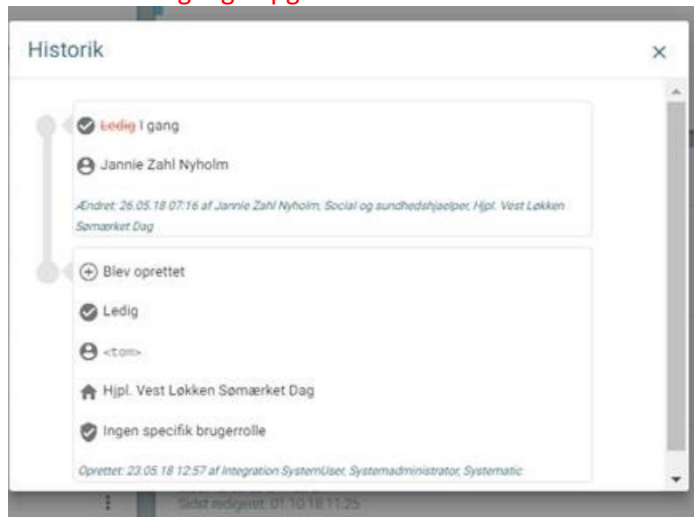 Historik
Ledig I gang
Jannie Zahl Nyholm
Ændret: 26.05.18 07:16 af Jannie Zahl Nyholm, Social og sundhedshjaelper, Hjpl. Vest Løkken
Sømærket Dag
Blev oprettet
Ledig
<tom>
Hjpl. Vest Løkken Sømærket Dag
Ingen specifik brugerrolle
Oprettet: 23.05.18 12:57 af Integration SystemUser, Systemadministrator, Systematic
Sidst redigeret: 01.10.18 11:25